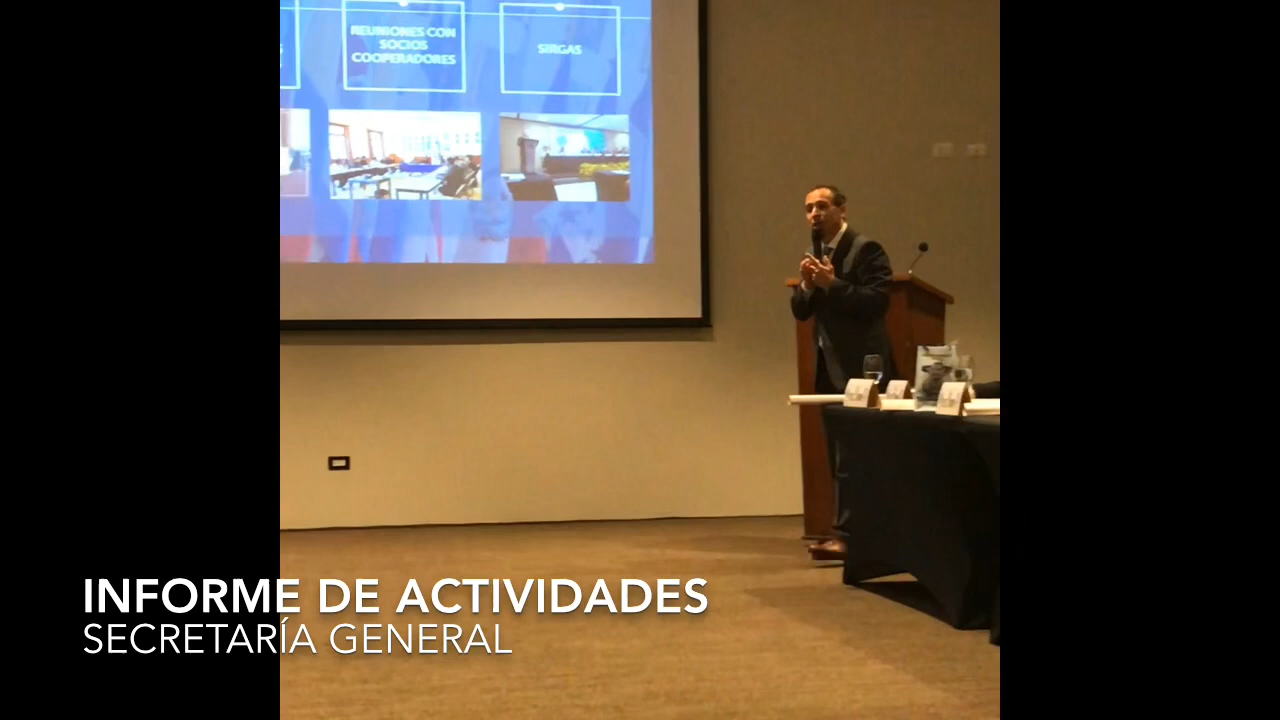 REUNIONES CON
SOCIOS
COOPERADORES
SIRGAS
INFORME DE ACTIVIDADES
SECRETARÍA GENERAL